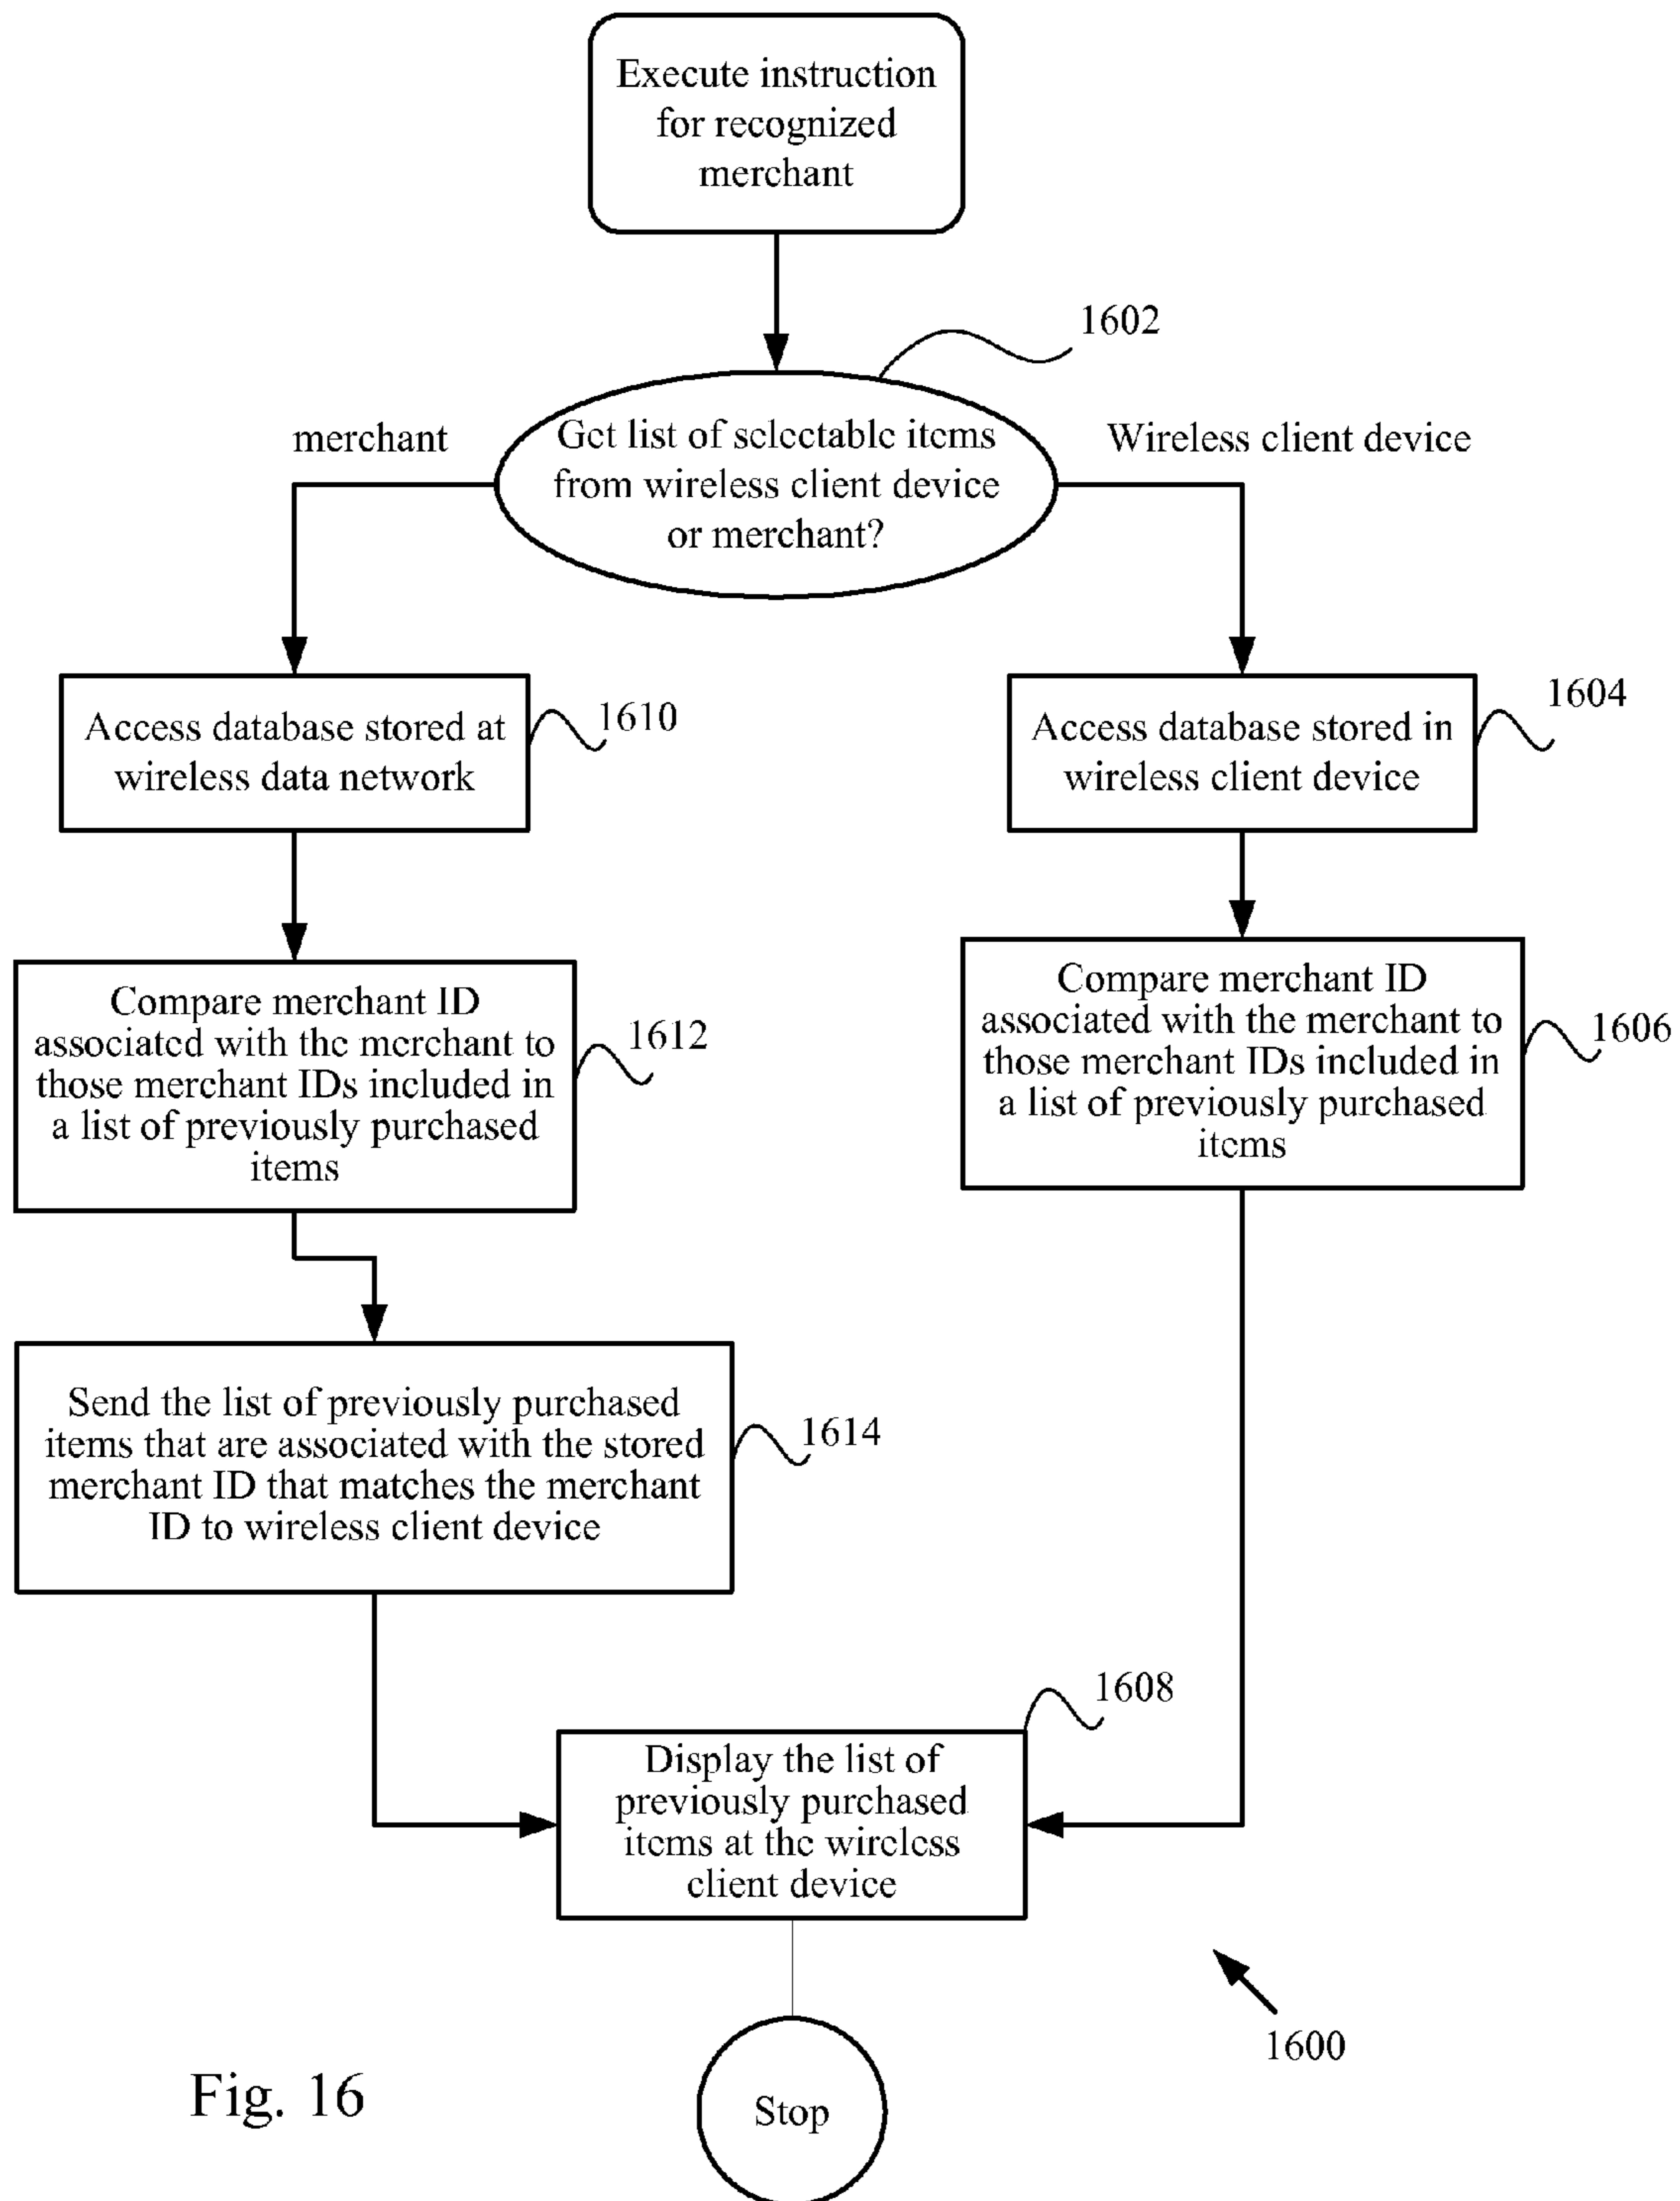 Execute instruction
for recognized
merchant
1602
merchant
Get list of selectable items
from wireless client device
or merchant?
Wireless client device
Access database stored at
wireless data network
1610
Access database stored in
wireless client device
1604
Compare merchant ID
associated with the merchant to
those merchant IDs included in
a list of previously purchased
items
1612
Compare merchant ID
associated with the merchant to
those merchant IDs included in
a list of previously purchased
items
1606
Send the list of previously purchased
items that are associated with the stored
merchant ID that matches the merchant
ID to wireless client device
1614
1608
Display the list of
previously purchased
items at the wireless
client device
1600
Stop
Fig. 16